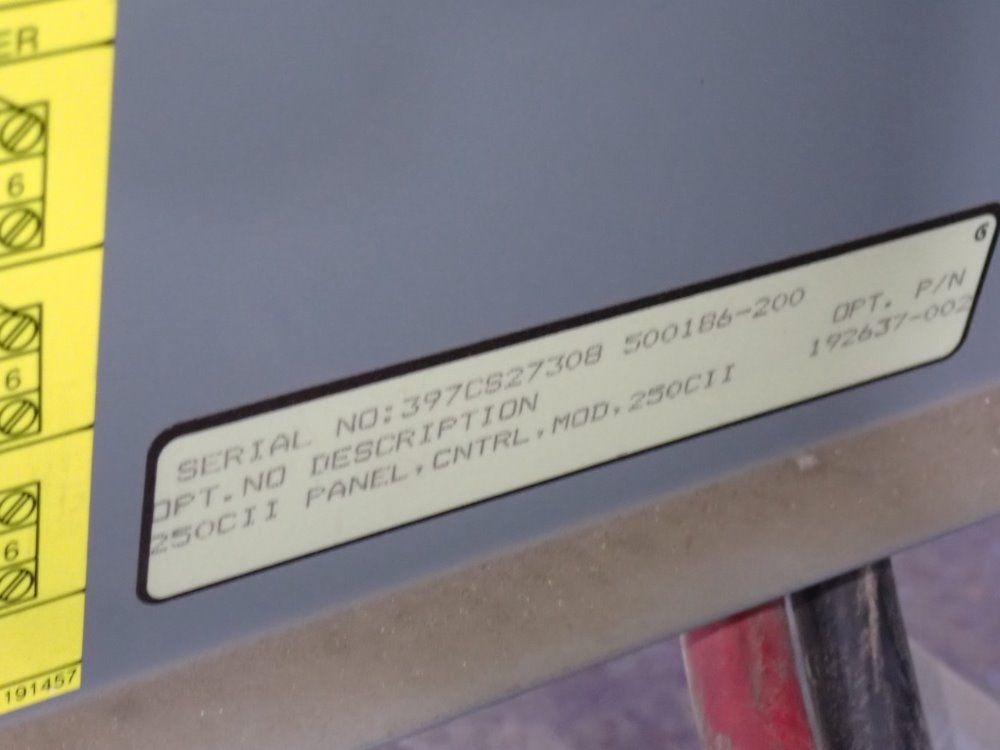 ER
6
6
6
191457
6
SERIAL NO:397CS27308 500186-200
OPT.NO DESCRIPTION OPT. P/N
250CII PANEL,CNTRL,MOD,250CII 192637-002